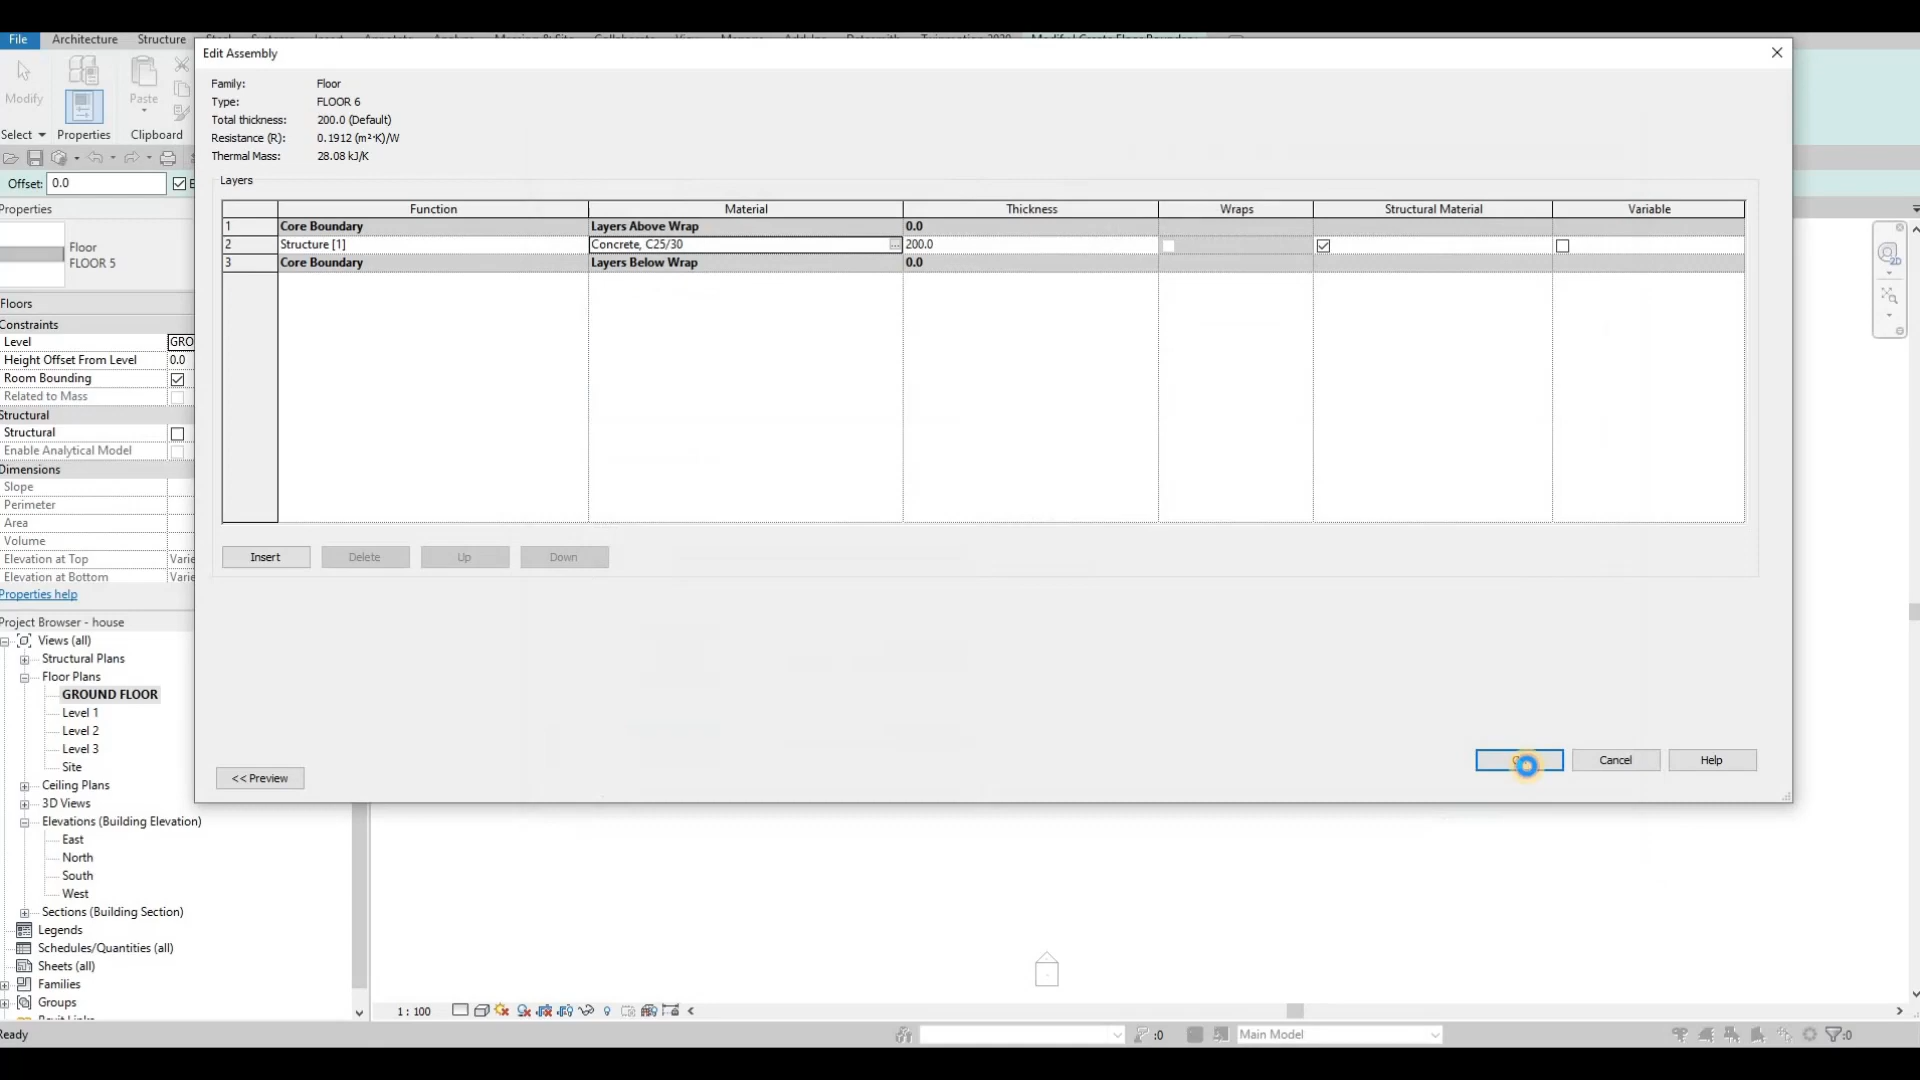 File Architecture Structure
Edit Assembly
Modify
Paste
Select Properties Clipboard
Offset: 0.0
Properties
Floor
FLOOR 5
Floors
Constraints
Level GRO
Height Offset From Level 0.0
Room Bounding
Related to Mass
Structural
Structural
Enable Analytical Model
Dimensions
Slope
Perimeter
Area
Volume
Elevation at Top Varie
Elevation at Bottom Varie
Properties help
Family: Floor
Type: FLOOR 6
Total thickness: 200.0 (Default)
Resistance (R): 0.1912 (m²·K)/W
Thermal Mass: 28.08 kJ/K
Layers
Function Material Thickness Wraps Structural Material Variable
1 Core Boundary Layers Above Wrap 0.0
2 Structure [1] Concrete, C25/30 200.0
3 Core Boundary Layers Below Wrap 0.0
Insert Delete Up Down
<< Preview
Cancel Help
Project Browser - house
Views (all)
Structural Plans
Floor Plans
GROUND FLOOR
Level 1
Level 2
Level 3
Site
Ceiling Plans
3D Views
Elevations (Building Elevation)
East
North
South
West
Sections (Building Section)
Legends
Schedules/Quantities (all)
Sheets (all)
Families
Groups
1 : 100
Ready
:0
Main Model
:0
2D